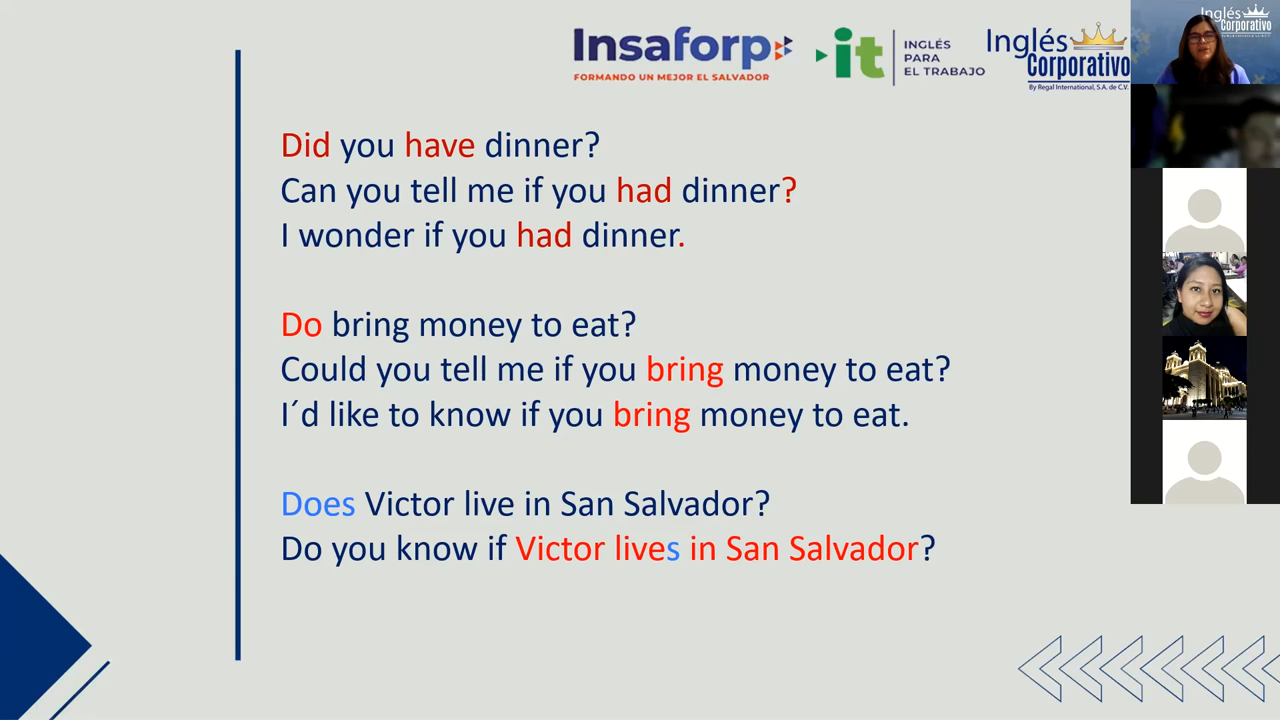 Insaforp
FORMANDO UN MEJOR EL SALVADOR
it
INGLÉS
PARA
EL TRABAJO
Inglés
Corporativo
By Regal International, S.A. de C.V.
Inglés
Corporativo
Did you have dinner?
Can you tell me if you had dinner?
I wonder if you had dinner.
Do bring money to eat?
Could you tell me if you bring money to eat?
I´d like to know if you bring money to eat.
Does Victor live in San Salvador?
Do you know if Victor lives in San Salvador?